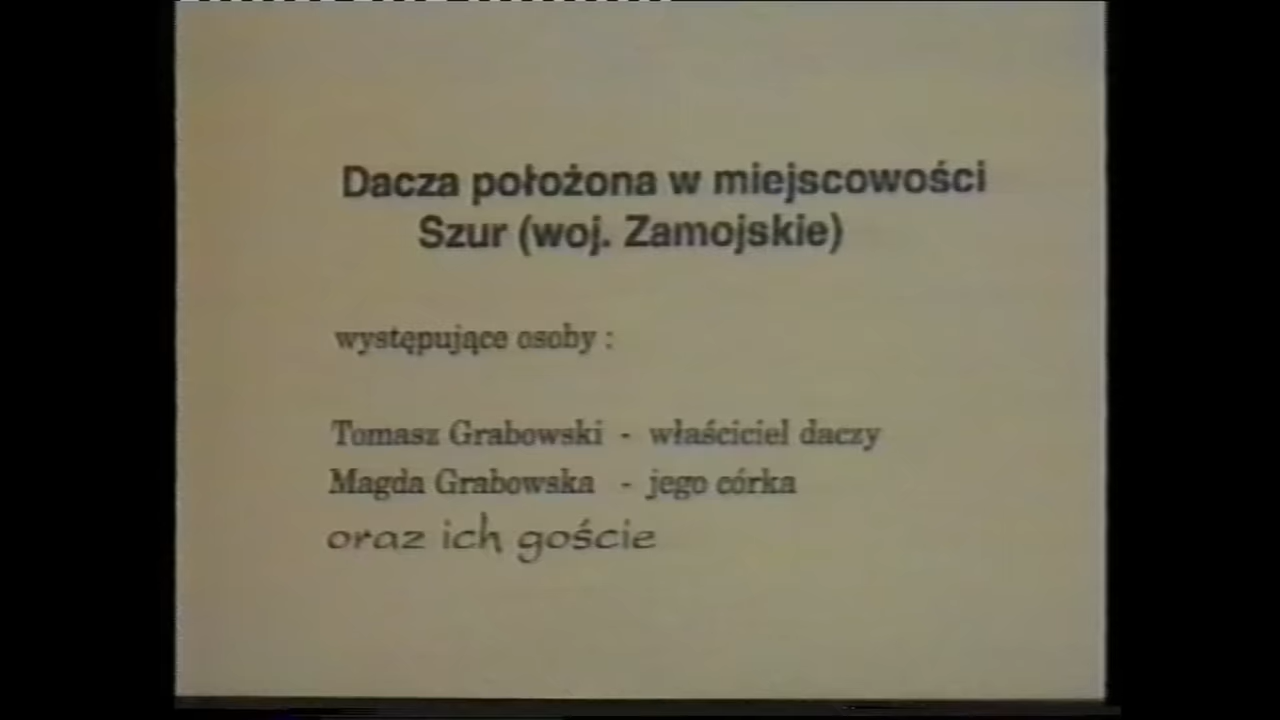 Dacza położona w miejscowości
Szur (woj. Zamojskie)
występujące osoby :
Tomasz Grabowski - właściciel daczy
Magda Grabowska - jego córka
oraz ich goście